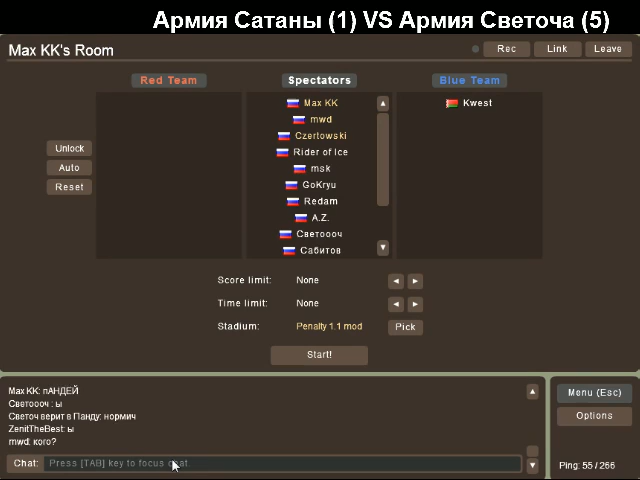 Армия Сатаны (1) VS Армия Светоча (5)
Max KK's Room
Rec
Link
Leave
Red Team
Spectators
Blue Team
Max KK
mwd
Czertowski
Rider of Ice
msk
GoKryu
Redam
A.Z.
Светоооч
Сабитов
Kwest
Unlock
Auto
Reset
Score limit: None
Time limit: None
Stadium: Penalty 1.1 mod
Pick
Start!
Max KK: пАНДЕЙ
Светоооч : ы
Светоч верит в Панду: нормич
ZenitTheBest: ы
mwd: кого?
Chat: Press [TAB] key to focus chat
Menu (Esc)
Options
Ping: 55 / 266